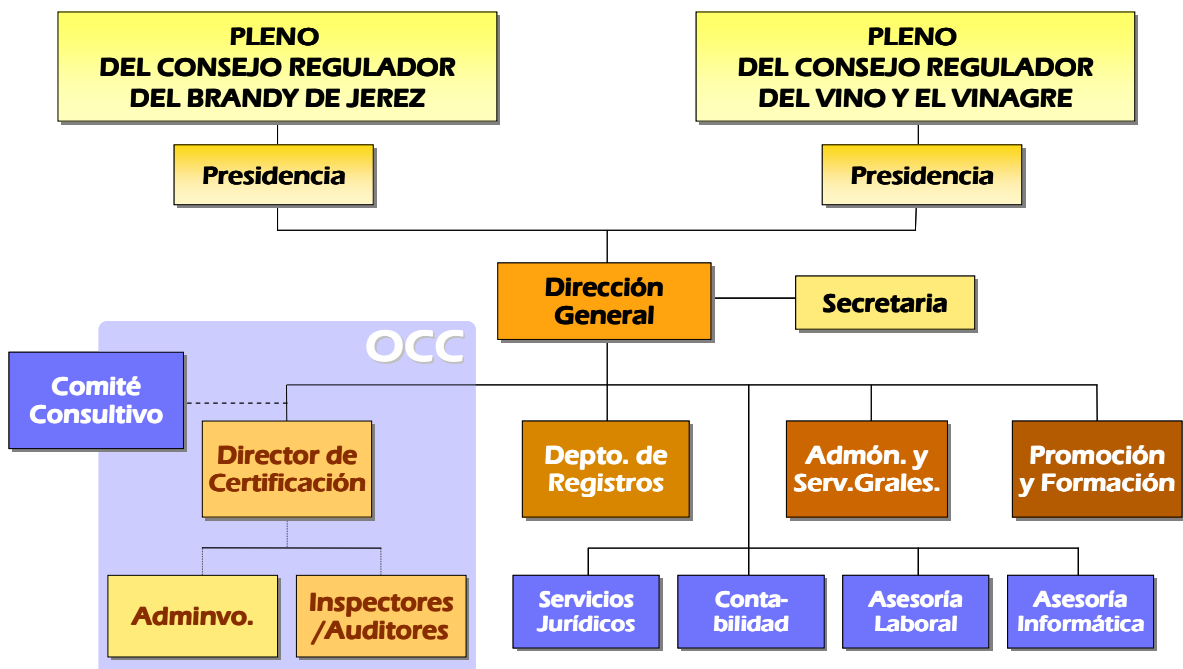 PLENO
DEL CONSEJO REGULADOR
DEL BRANDY DE JEREZ
PLENO
DEL CONSEJO REGULADOR
DEL VINO Y EL VINAGRE
Presidencia
Presidencia
Dirección
General
Secretaria
OCC
Comité
Consultivo
Director de
Certificación
Depto. de
Registros
Admón. y
Serv.Grales.
Promoción
y Formación
Adminvo.
Inspectores
/Auditores
Servicios
Jurídicos
Conta-
bilidad
Asesoría
Laboral
Asesoría
Informática